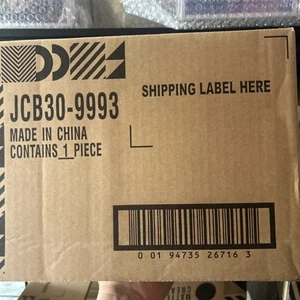 SHIPPING LABEL HERE
JCB30-9993
MADE IN CHINA
CONTAINS 1 PIECE
0 01 94735 26716 3